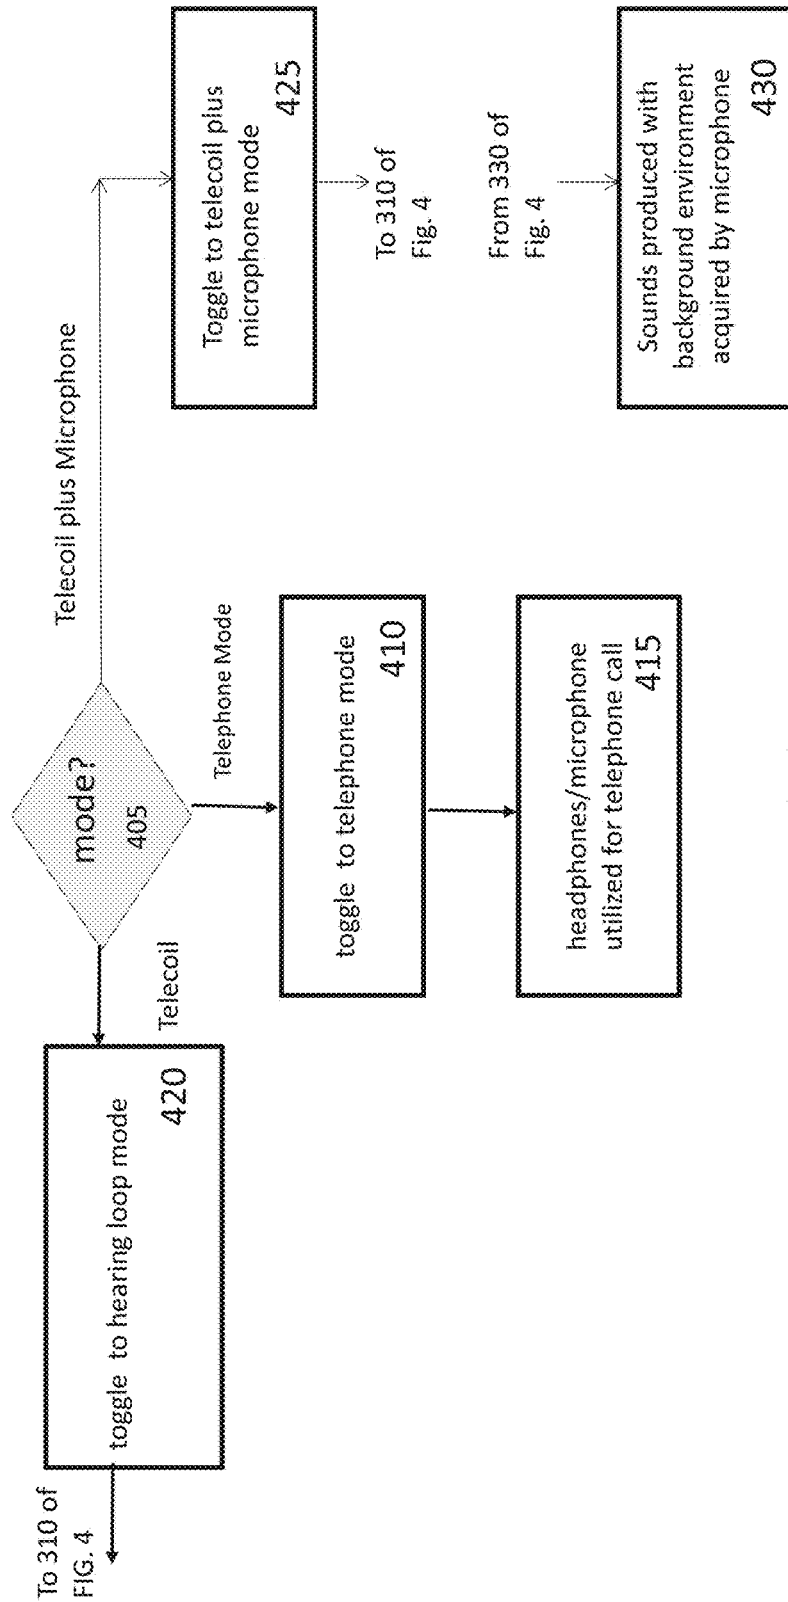 mode?
405
Telecoil
toggle to hearing loop mode
420
To 310 of
FIG. 4
Telephone Mode
toggle to telephone mode
410
headphones/microphone
utilized for telephone call
415
Telecoil plus Microphone
Toggle to telecoil plus
microphone mode
425
To 310 of
Fig. 4
From 330 of
Fig. 4
Sounds produced with
background environment
acquired by microphone
430